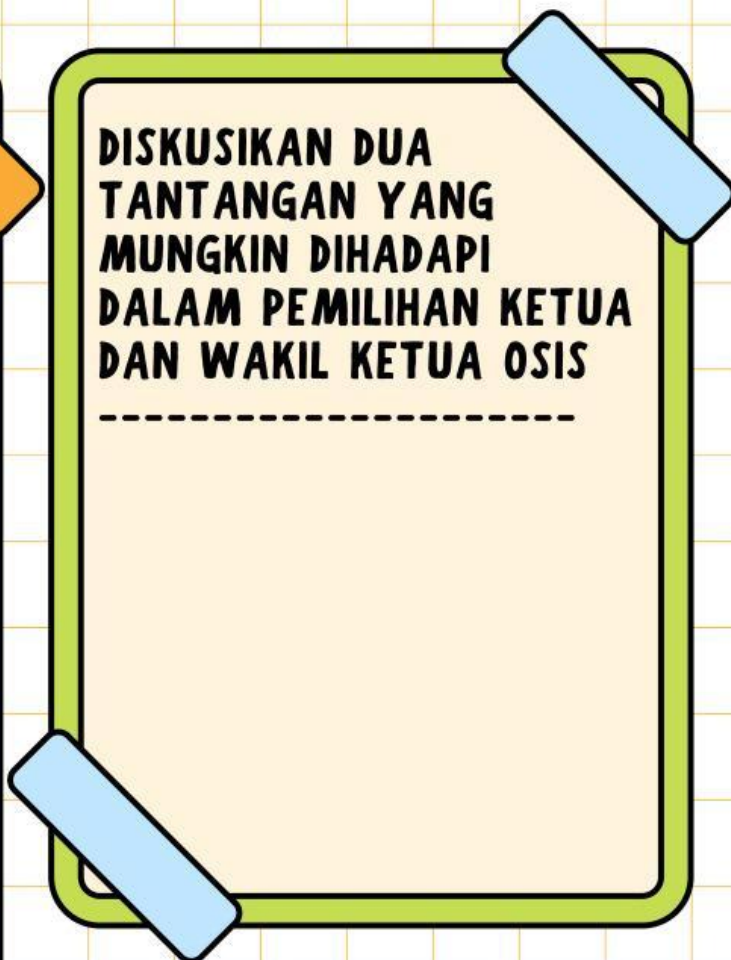 DISKUSIKAN DUA
TANTANGAN YANG
MUNGKIN DIHADAPI
DALAM PEMILIHAN KETUA
DAN WAKIL KETUA OSIS
---------------------